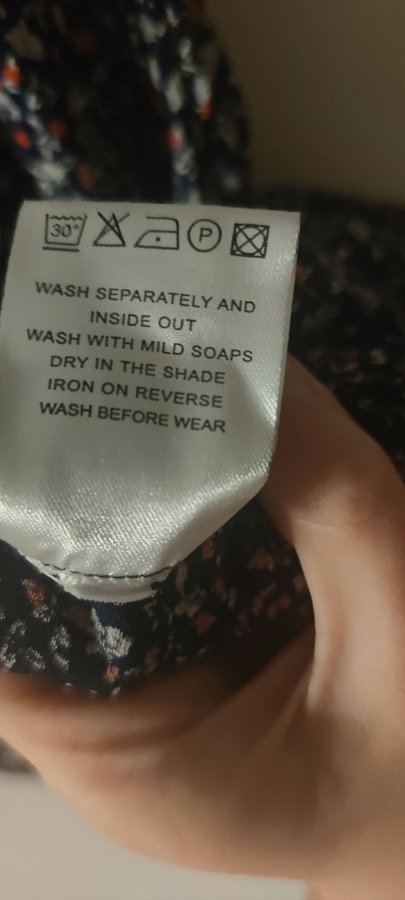 30° P
WASH SEPARATELY AND
INSIDE OUT
WASH WITH MILD SOAPS
DRY IN THE SHADE
IRON ON REVERSE
WASH BEFORE WEAR